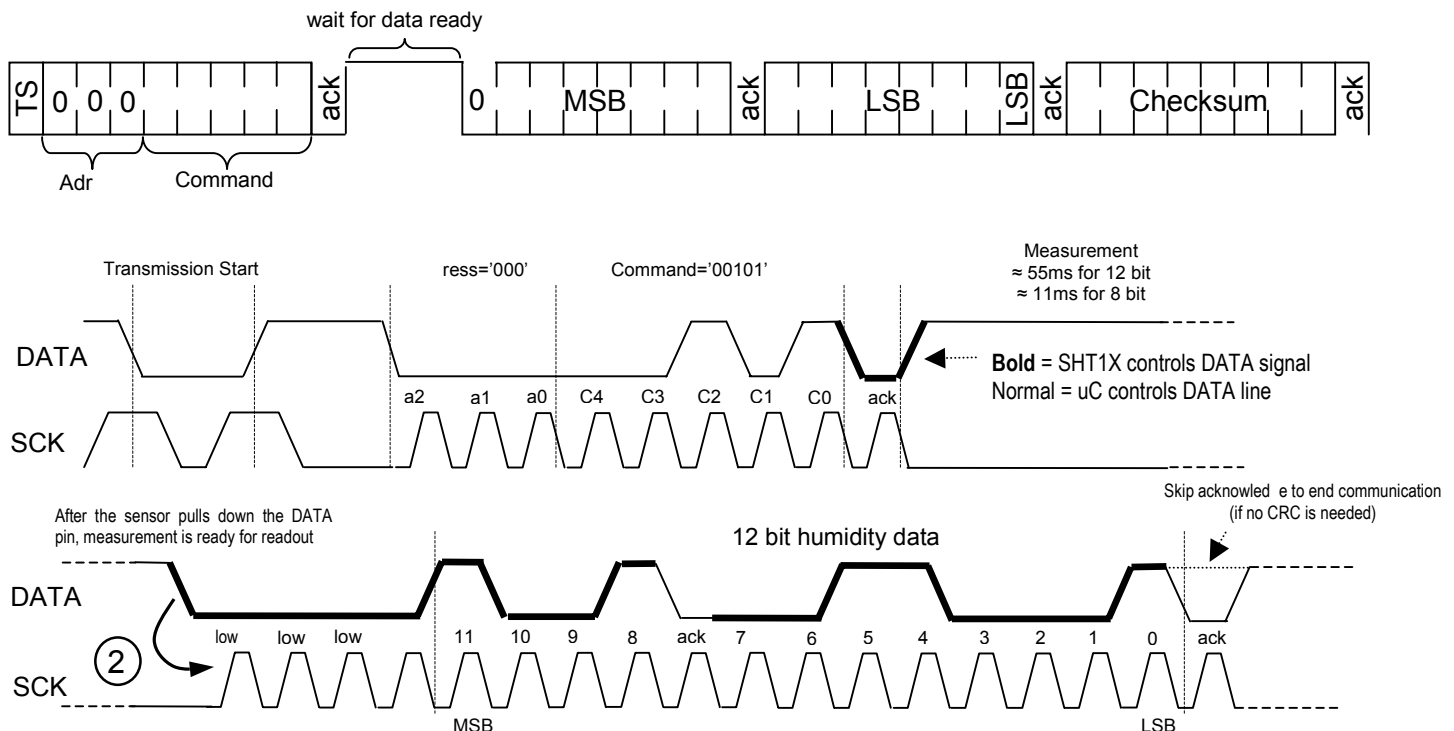 wait for data ready
TS 0 0 0 ack 0 MSB ack LSB LSB ack Checksum ack
Adr Command
Transmission Start ress='000' Command='00101' Measurement
≈ 55ms for 12 bit
≈ 11ms for 8 bit
DATA
Bold = SHT1X controls DATA signal
Normal = uC controls DATA line
a2 a1 a0 C4 C3 C2 C1 C0 ack
SCK
Skip acknowled e to end communication
(if no CRC is needed)
After the sensor pulls down the DATA
pin, measurement is ready for readout
12 bit humidity data
DATA
low low low 11 10 9 8 ack 7 6 5 4 3 2 1 0 ack
2
SCK
MSB LSB